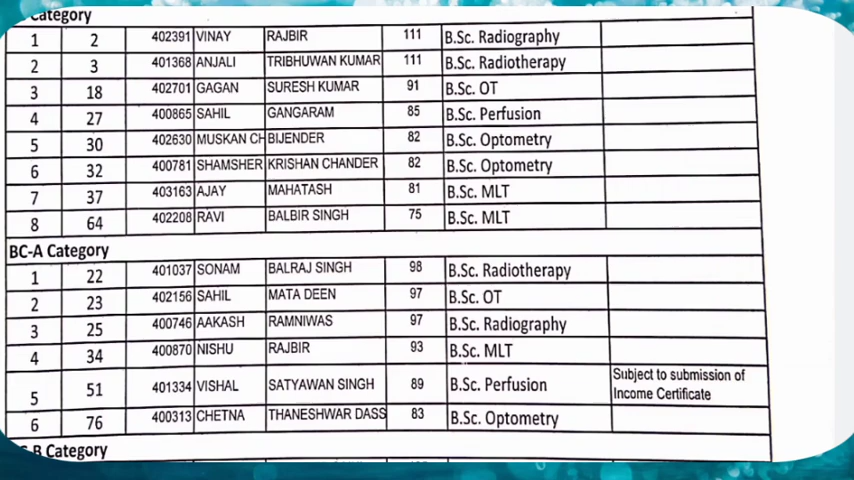 Category
1 2 402391 VINAY RAJBIR 111 B.Sc. Radiography
2 3 401368 ANJALI TRIBHUWAN KUMAR 111 B.Sc. Radiotherapy
3 18 402701 GAGAN SURESH KUMAR 91 B.Sc. OT
4 27 400865 SAHIL GANGARAM 85 B.Sc. Perfusion
5 30 402630 MUSKAN CH BIJENDER 82 B.Sc. Optometry
6 32 400781 SHAMSHER KRISHAN CHANDER 82 B.Sc. Optometry
7 37 403163 AJAY MAHATASH 81 B.Sc. MLT
8 64 402208 RAVI BALBIR SINGH 75 B.Sc. MLT
BC-A Category
1 22 401037 SONAM BALRAJ SINGH 98 B.Sc. Radiotherapy
2 23 402156 SAHIL MATA DEEN 97 B.Sc. OT
3 25 400746 AAKASH RAMNIWAS 97 B.Sc. Radiography
4 34 400870 NISHU RAJBIR 93 B.Sc. MLT
5 51 401334 VISHAL SATYAWAN SINGH 89 B.Sc. Perfusion Subject to submission of
Income Certificate
6 76 400313 CHETNA THANESHWAR DASS 83 B.Sc. Optometry
Category